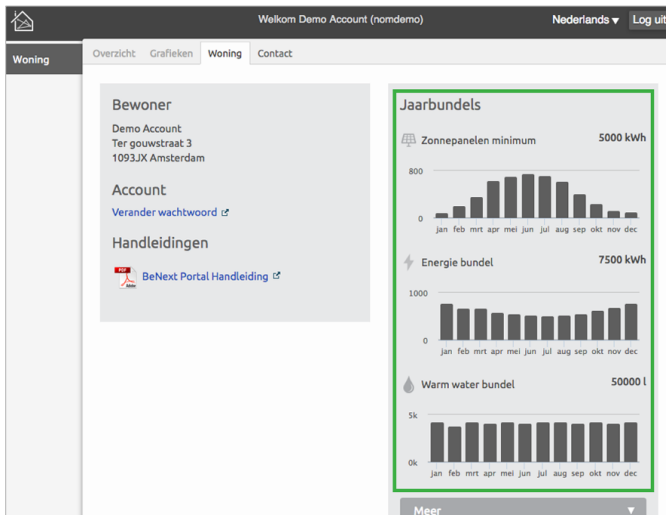 Welkom Demo Account (nomdemo)
Nederlands ▾
Log uit
Woning
Overzicht Grafieken Woning Contact
Bewoner
Demo Account
Ter gouwstraat 3
1093JX Amsterdam
Account
Verander wachtwoord
Handleidingen
PDF
Adobe
BeNext Portal Handleiding
Jaarbundels
Zonnepanelen minimum 5000 kWh
800
0
jan feb mrt apr mei jun jul aug sep okt nov dec
Energie bundel 7500 kWh
1000
0
jan feb mrt apr mei jun jul aug sep okt nov dec
Warm water bundel 50000 l
5k
0k
jan feb mrt apr mei jun jul aug sep okt nov dec
Meer ▼